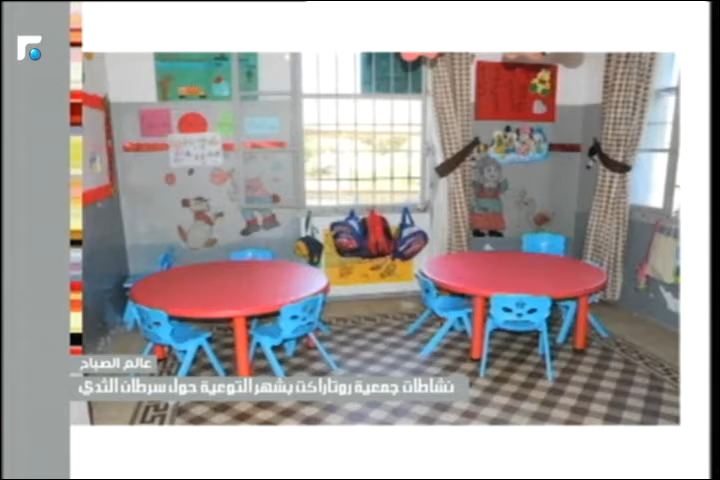 عالم الصباح
نشاطات جمعية روتاراكت بشهر التوعية حول سرطان الثدي